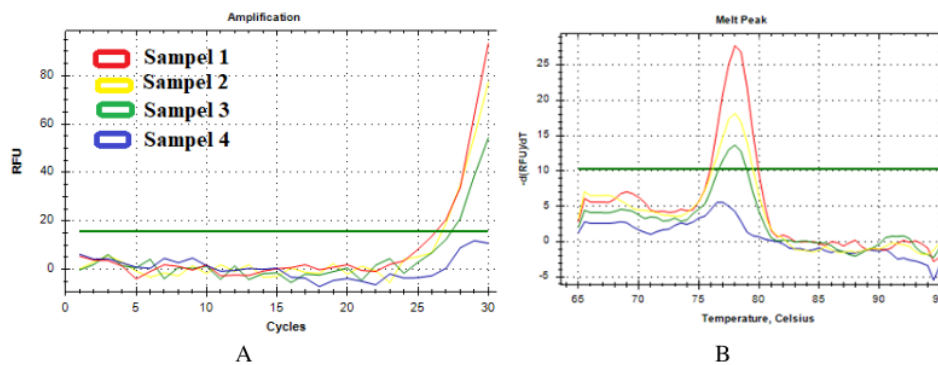 Amplification
80
60
40
20
0
RFU
0
5
10
15
20
25
30
Cycles
Sampel 1
Sampel 2
Sampel 3
Sampel 4
A
Melt Peak
25
20
15
10
5
0
-5
-d(RFU)/dT
65
70
75
80
85
90
95
Temperature, Celsius
B